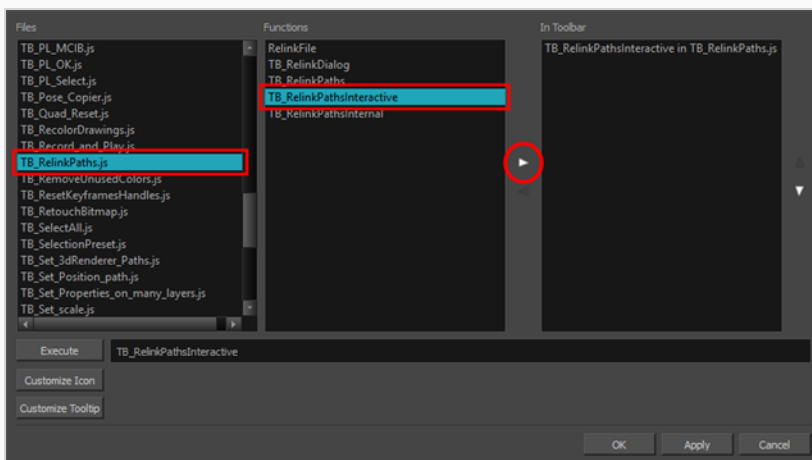 Files
TB_PL_MCIB.js
TB_PL_OK.js
TB_PL_Select.js
TB_Pose_Copier.js
TB_Quad_Reset.js
TB_RecolorDrawings.js
TB_Record_and_Play.js
TB_RelinkPaths.js
TB_RemoveUnusedColors.js
TB_ResetKeyframesHandles.js
TB_RetouchBitmap.js
TB_SelectAll.js
TB_SelectionPreset.js
TB_Set_3dRenderer_Paths.js
TB_Set_Position_path.js
TB_Set_Properties_on_many_layers.js
TB_Set_scale.js
Functions
RelinkFile
TB_RelinkDialog
TB_RelinkPaths
TB_RelinkPathsInteractive
TB_RelinkPathsInternal
In Toolbar
TB_RelinkPathsInteractive in TB_RelinkPaths.js
Execute TB_RelinkPathsInteractive
Customize Icon
Customize Tooltip
OK Apply Cancel